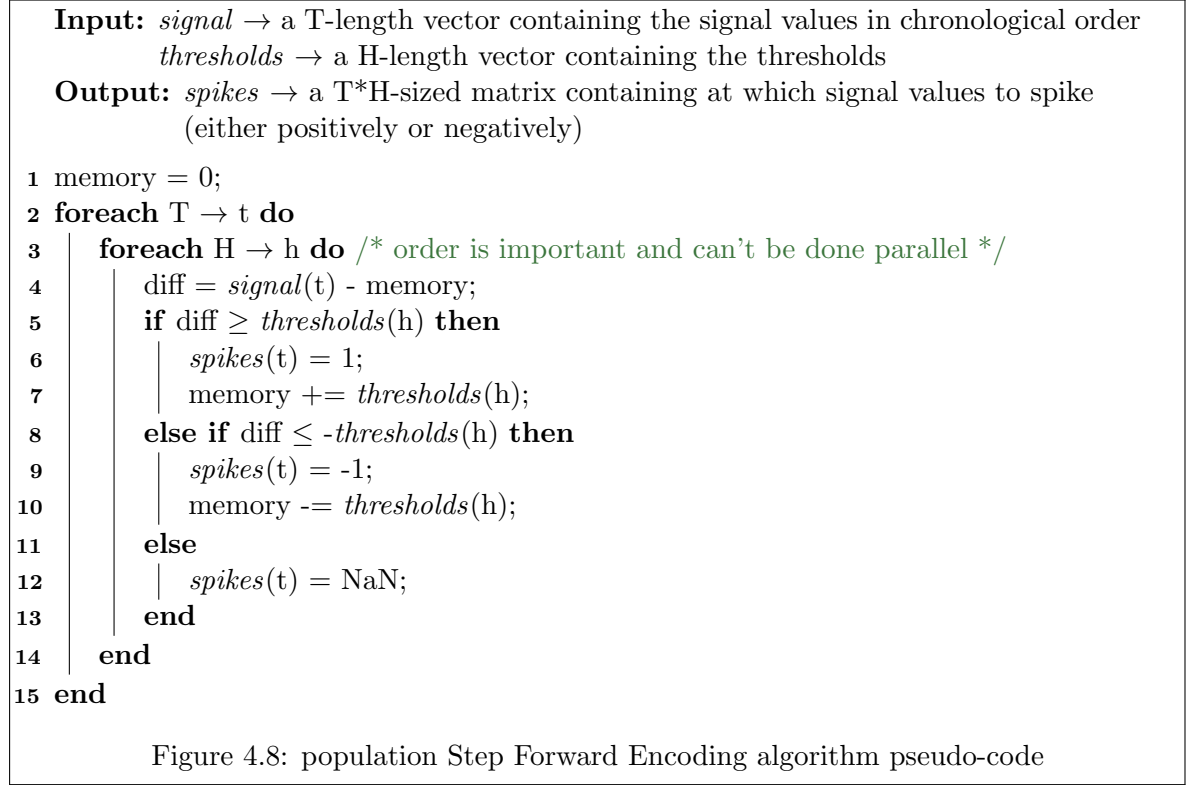 Input: signal → a T-length vector containing the signal values in chronological order
thresholds → a H-length vector containing the thresholds
Output: spikes → a T*H-sized matrix containing at which signal values to spike
(either positively or negatively)
1 memory = 0;
2 foreach T → t do
3 foreach H → h do /* order is important and can't be done parallel */
4 diff = signal(t) - memory;
5 if diff ≥ thresholds(h) then
6 spikes(t) = 1;
7 memory += thresholds(h);
8 else if diff ≤ -thresholds(h) then
9 spikes(t) = -1;
10 memory -= thresholds(h);
11 else
12 spikes(t) = NaN;
13 end
14 end
15 end
Figure 4.8: population Step Forward Encoding algorithm pseudo-code